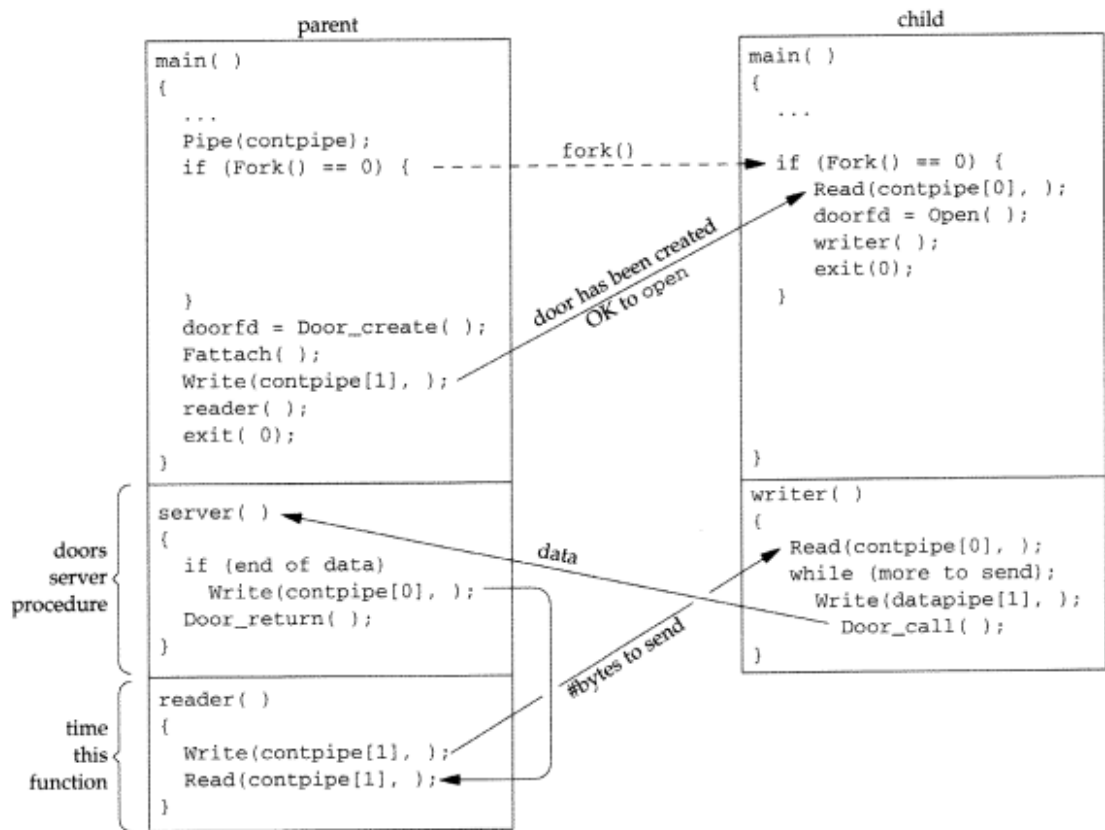 parent
main( )
{
...
Pipe(contpipe);
if (Fork() == 0) {
}
doorfd = Door_create( );
Fattach( );
Write(contpipe[1], );
reader( );
exit( 0);
}
fork()
door has been created
OK to open
child
main( )
{
...
if (Fork() == 0) {
Read(contpipe[0], );
doorfd = Open( );
writer( );
exit(0);
}
}
doors
server
procedure
server( )
{
if (end of data)
Write(contpipe[0], );
Door_return( );
}
data
#bytes to send
writer( )
{
Read(contpipe[0], );
while (more to send);
Write(datapipe[1], );
Door_call( );
}
time
this
function
reader( )
{
Write(contpipe[1], );
Read(contpipe[1], );
}